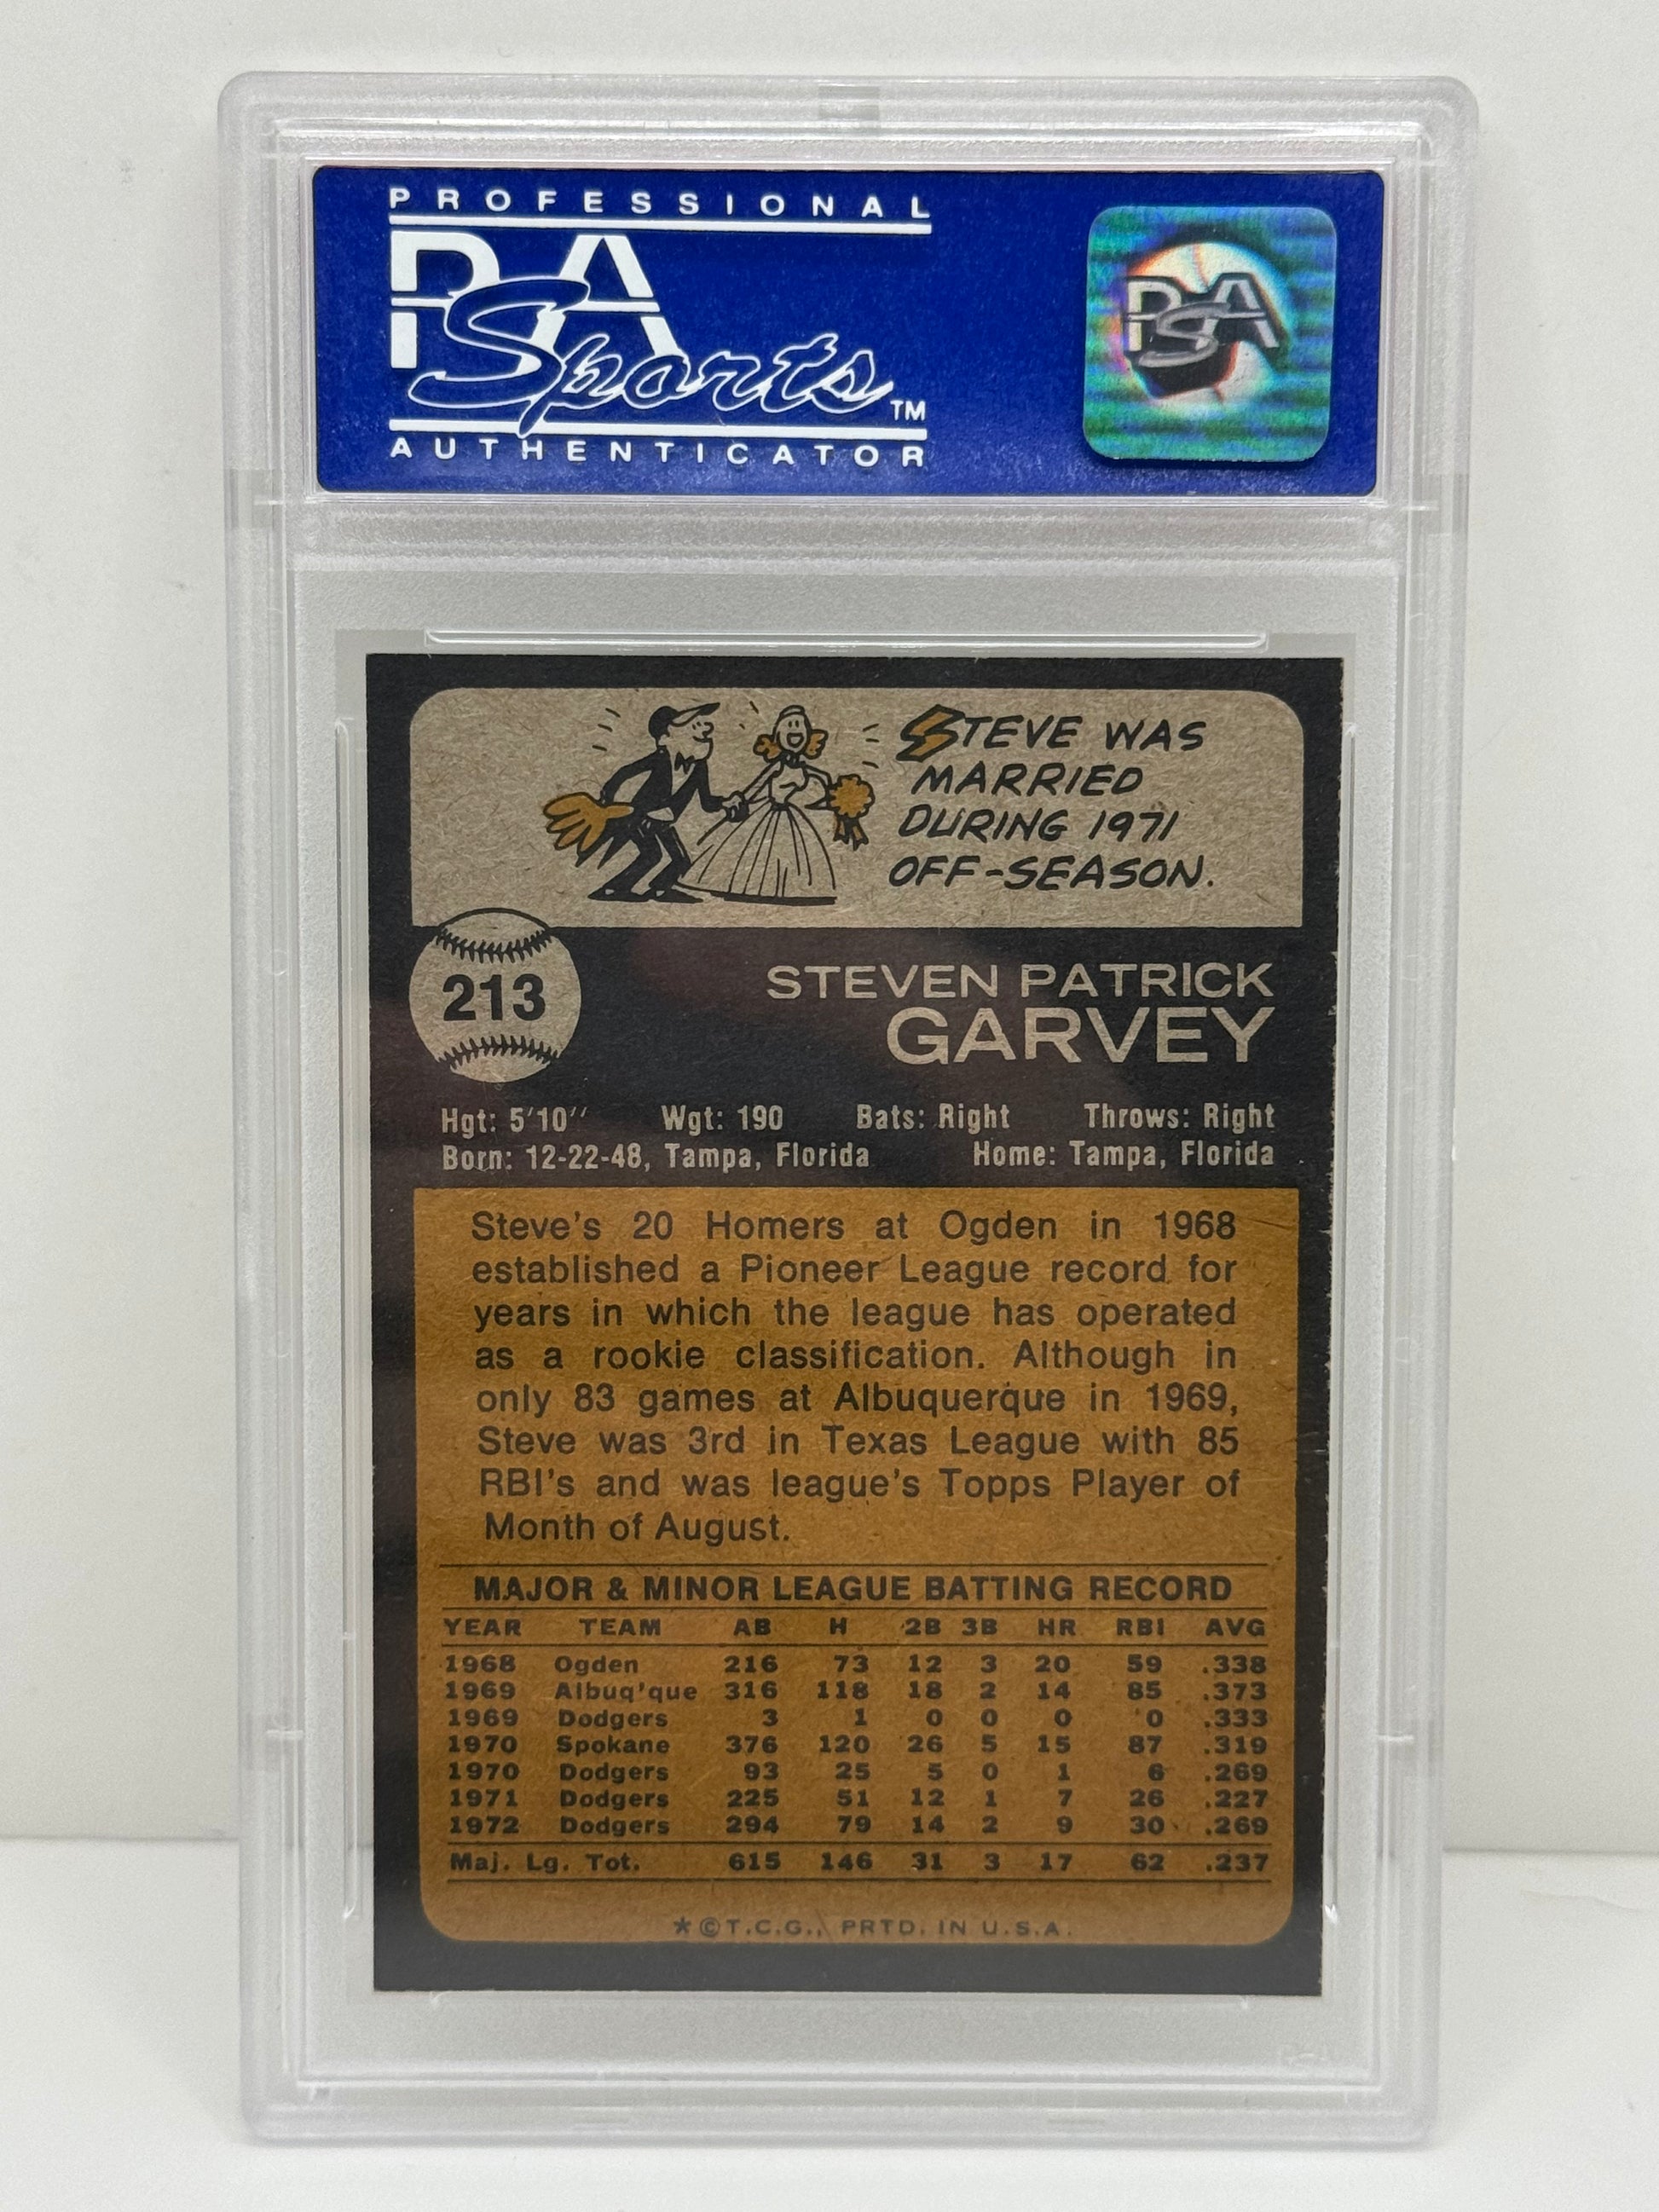 PROFESSIONAL
PSA
Sports™
AUTHENTICATOR
PSA
STEVE WAS
MARRIED
DURING 1971
OFF-SEASON.
213
STEVEN PATRICK
GARVEY
Hgt: 5'10'' Wgt: 190 Bats: Right Throws: Right
Born: 12-22-48, Tampa, Florida Home: Tampa, Florida
Steve's 20 Homers at Ogden in 1968
established a Pioneer League record for
years in which the league has operated
as a rookie classification. Although in
only 83 games at Albuquerque in 1969,
Steve was 3rd in Texas League with 85
RBI's and was league's Topps Player of
Month of August.
MAJOR & MINOR LEAGUE BATTING RECORD
YEAR TEAM AB H 2B 3B HR RBI AVG
1968 Ogden 216 73 12 3 20 59 .338
1969 Albuq'que 316 118 18 2 14 85 .373
1969 Dodgers 3 1 0 0 0 0 .333
1970 Spokane 376 120 26 5 15 87 .319
1970 Dodgers 93 25 5 0 1 6 .269
1971 Dodgers 225 51 12 1 7 26 .227
1972 Dodgers 294 79 14 2 9 30 .269
Maj. Lg. Tot. 615 146 31 3 17 62 .237
*©T.C.G., PRTD. IN U.S.A.